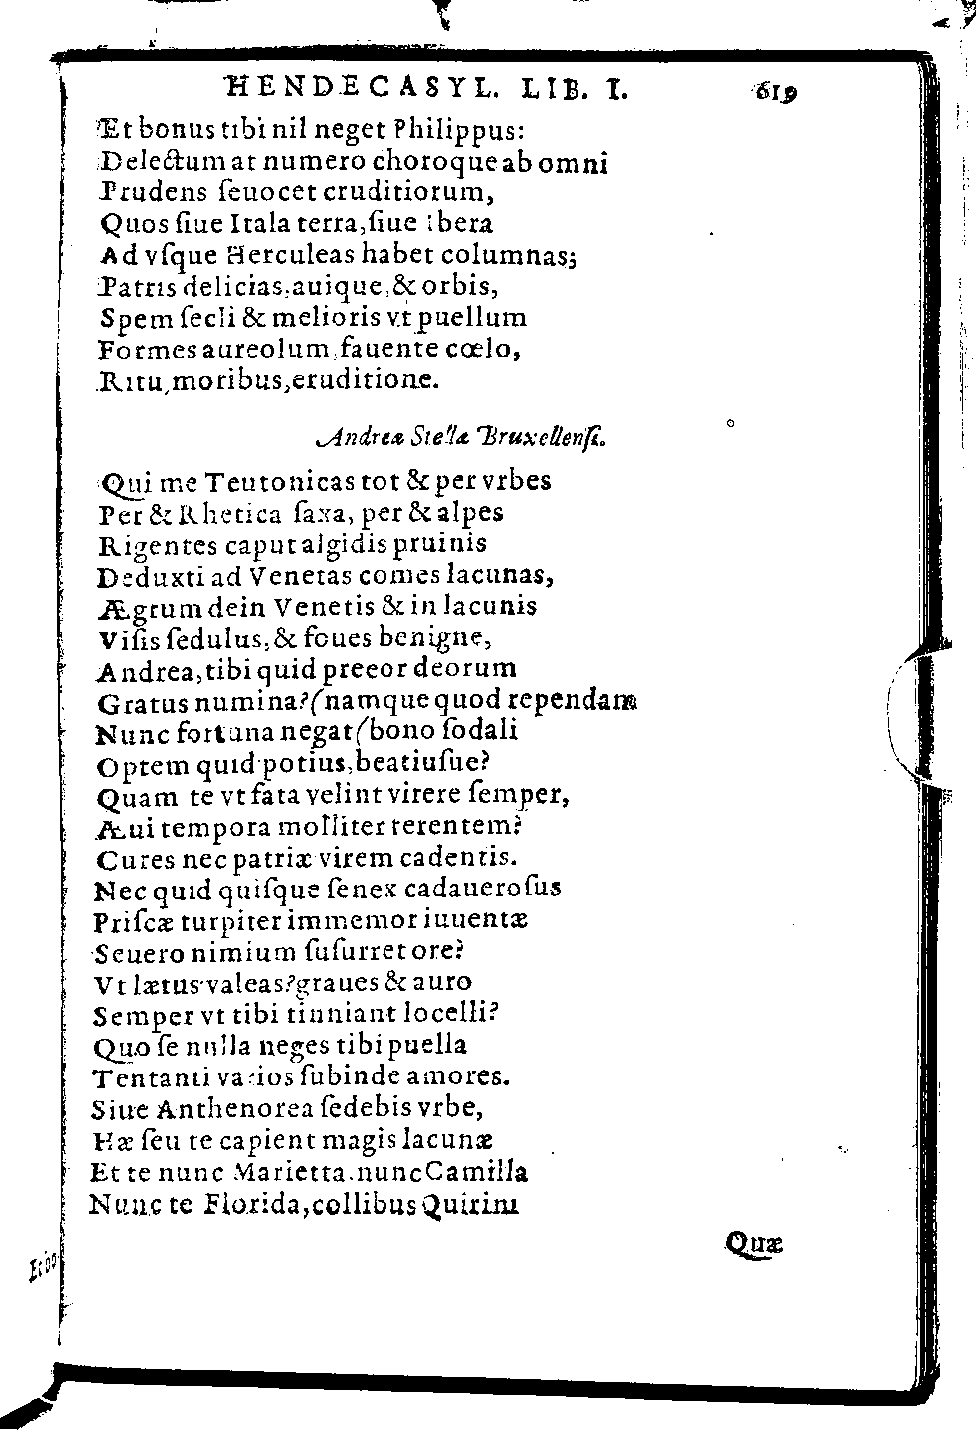 HENDECASYL. LIB. I. 619
Et bonus tibi nil neget Philippus:
Delectum at numero choroque ab omni
Prudens ſeuocet cruditiorum,
Quos ſiue Itala terra, ſiue ibera
Ad vſque Herculeas habet columnas;
Patris delicias, auique, & orbis,
Spem ſecli & melioris vt puellum
Formes aureolum, fauente cœlo,
Ritu, moribus, eruditione.
Andreæ Stellæ Bruxellenſi.
Qui me Teutonicas tot & per vrbes
Per & Rhetica ſaxa, per & alpes
Rigentes caput algidis pruinis
Deduxti ad Venetas comes lacunas,
Ægrum dein Venetis & in lacunis
Viſis ſedulus, & foues benigne,
Andrea, tibi quid preeor deorum
Gratus numina? (namque quod rependam
Nunc fortuna negat (bono ſodali
Optem quid potius, beatiuſue?
Quam te vt fata velint virere ſemper,
Æui tempora molliter terentem?
Cures nec patriæ vicem cadentis.
Nec quid quiſque ſenex cadaueroſus
Priſcæ turpiter immemor iuuentæ
Seuero nimium ſuſurret ore?
Vt lætus valeas? graues & auro
Semper vt tibi tinniant locelli?
Quo ſe nulla neges tibi puella
Tentanti varios ſubinde amores.
Siue Anthenorea ſedebis vrbe,
Hæ ſeu te capient magis lacunæ
Et te nunc Marietta, nunc Camilla
Nunc te Florida, collibus Quirini
Quæ